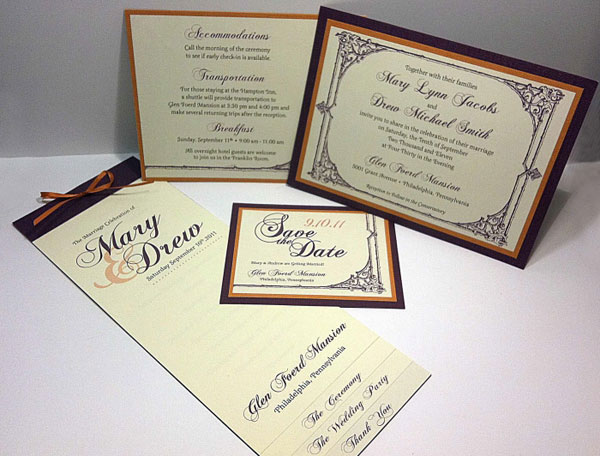 Accommodations
Call the morning of the ceremony
to see if early check-in is available.
Transportation
For those staying at the Hampton Inn,
a shuttle will provide transportation to
Glen Foerd Mansion at 3:30 pm and 4:00 pm and
make several returning trips after the reception.
Breakfast
Sunday, September 11th • 9:00 am - 11:00 am
All overnight hotel guests are welcome
to join us in the Franklin Room.
Together with their families
Mary Lynn Jacobs
and
Drew Michael Smith
invite you to share in the celebration of their marriage
on Saturday, the Tenth of September
Two Thousand and Eleven
at Four Thirty in the Evening
Glen Foerd Mansion
5001 Grant Avenue • Philadelphia, Pennsylvania
Reception to Follow in the Conservatory
The Marriage Celebration of
Mary
&
Drew
Saturday September 10th, 2011
Glen Foerd Mansion
Philadelphia, Pennsylvania
The Ceremony
The Wedding Party
Thank You
9.10.11
Save
the
Date
Mary & Andrew are Getting Married!
Glen Foerd Mansion
Philadelphia, Pennsylvania